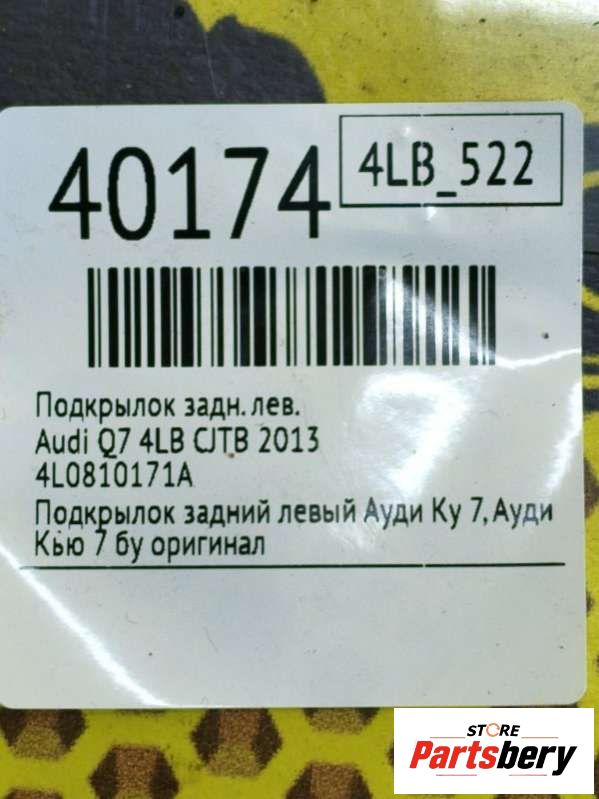 40174
4LB_522
Подкрылок задн. лев.
Audi Q7 4LB CJTB 2013
4L0810171A
Подкрылок задний левый Ауди Ку 7, Ауди
Кью 7 бу оригинал
STORE
Partsbery